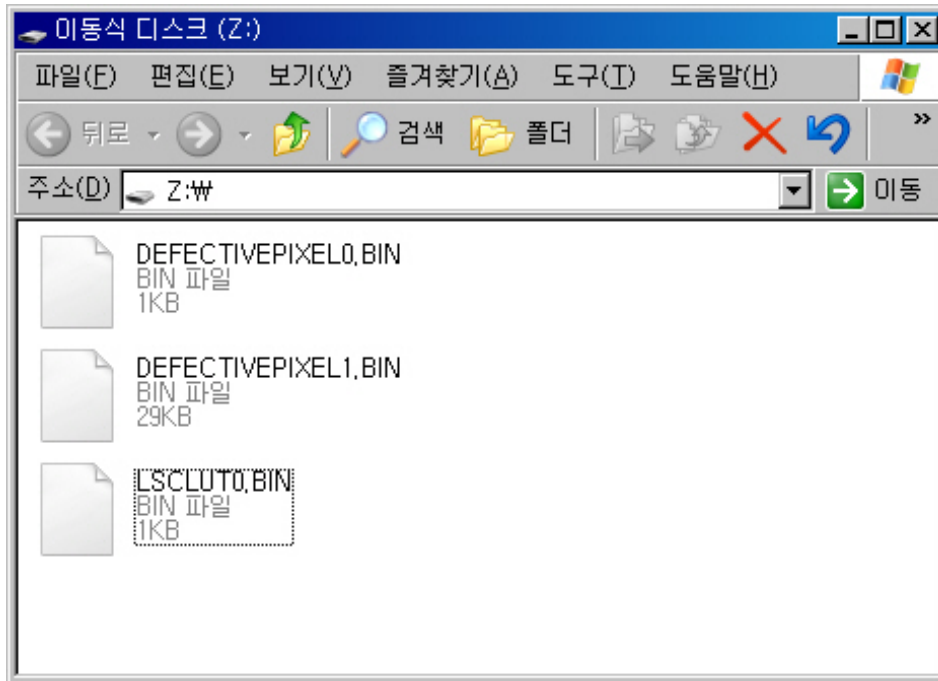 이동식 디스크 (Z:)
파일(F) 편집(E) 보기(V) 즐겨찾기(A) 도구(T) 도움말(H)
뒤로 검색 폴더 »
주소(D) Z:₩ 이동
DEFECTIVEPIXEL0.BIN
BIN 파일
1KB
DEFECTIVEPIXEL1.BIN
BIN 파일
29KB
LSCLUT0.BIN
BIN 파일
1KB